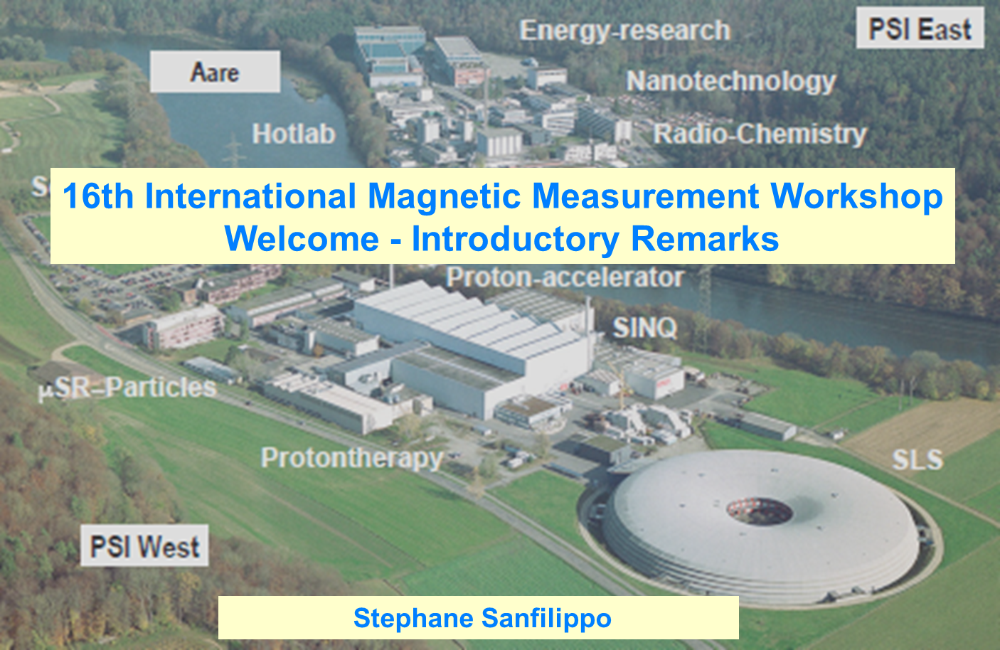 Energy-research
PSI East
Aare
Nanotechnology
Hotlab
Radio-Chemistry
16th International Magnetic Measurement Workshop
Welcome - Introductory Remarks
Proton-accelerator
SINQ
μSR–Particles
Protontherapy
SLS
PSI West
Stephane Sanfilippo